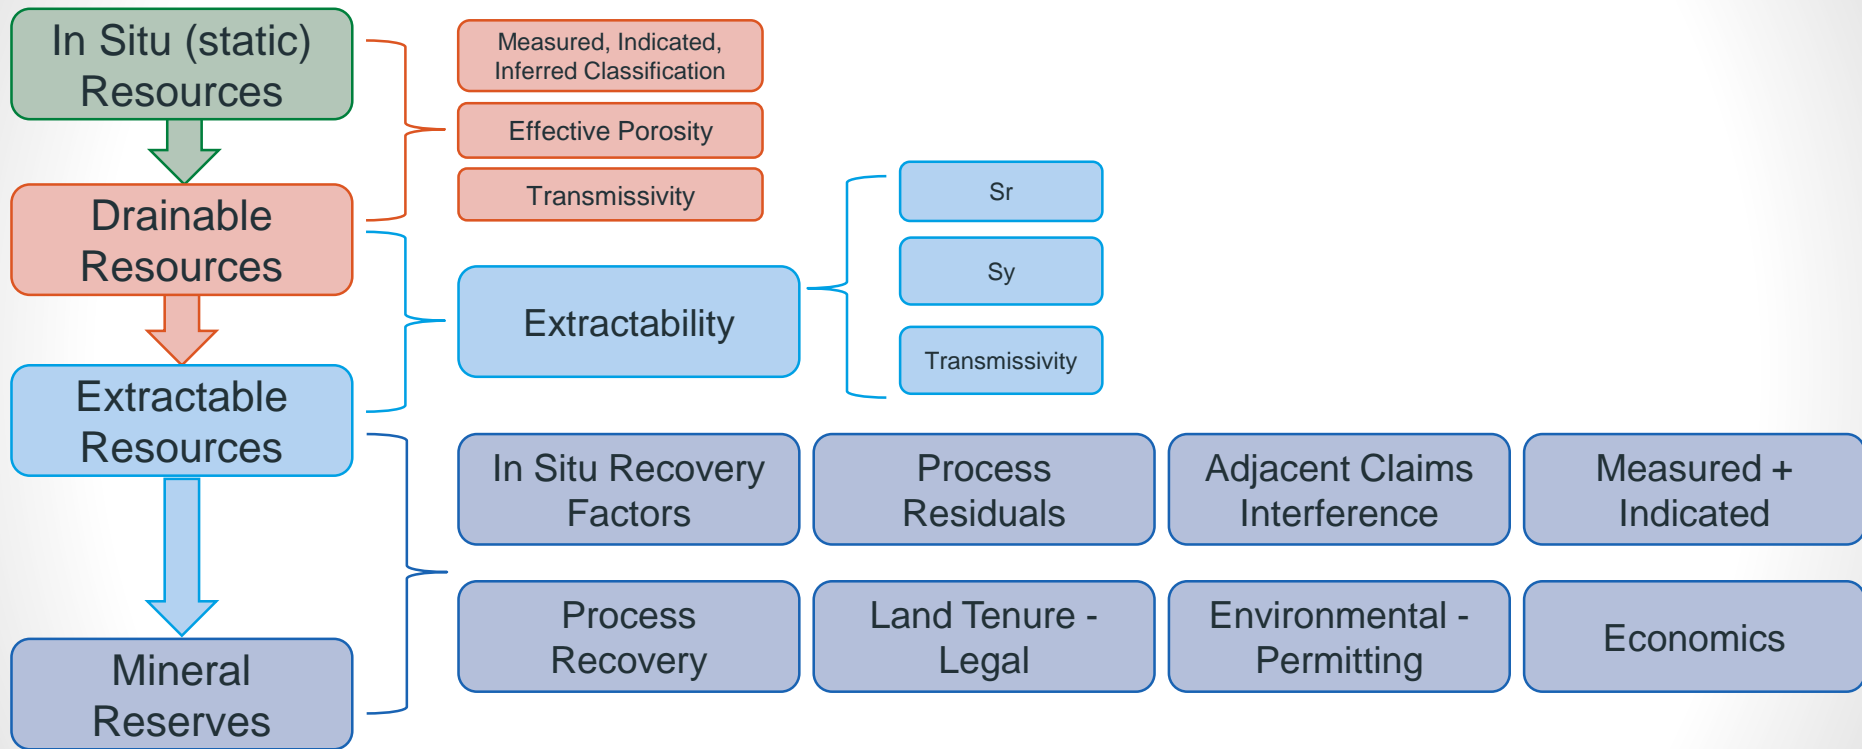 In Situ (static)
Resources
Measured, Indicated,
Inferred Classification
Effective Porosity
Transmissivity
Drainable
Resources
Sr
Sy
Transmissivity
Extractability
Extractable
Resources
In Situ Recovery
Factors
Process
Residuals
Adjacent Claims
Interference
Measured +
Indicated
Process
Recovery
Land Tenure -
Legal
Environmental -
Permitting
Economics
Mineral
Reserves